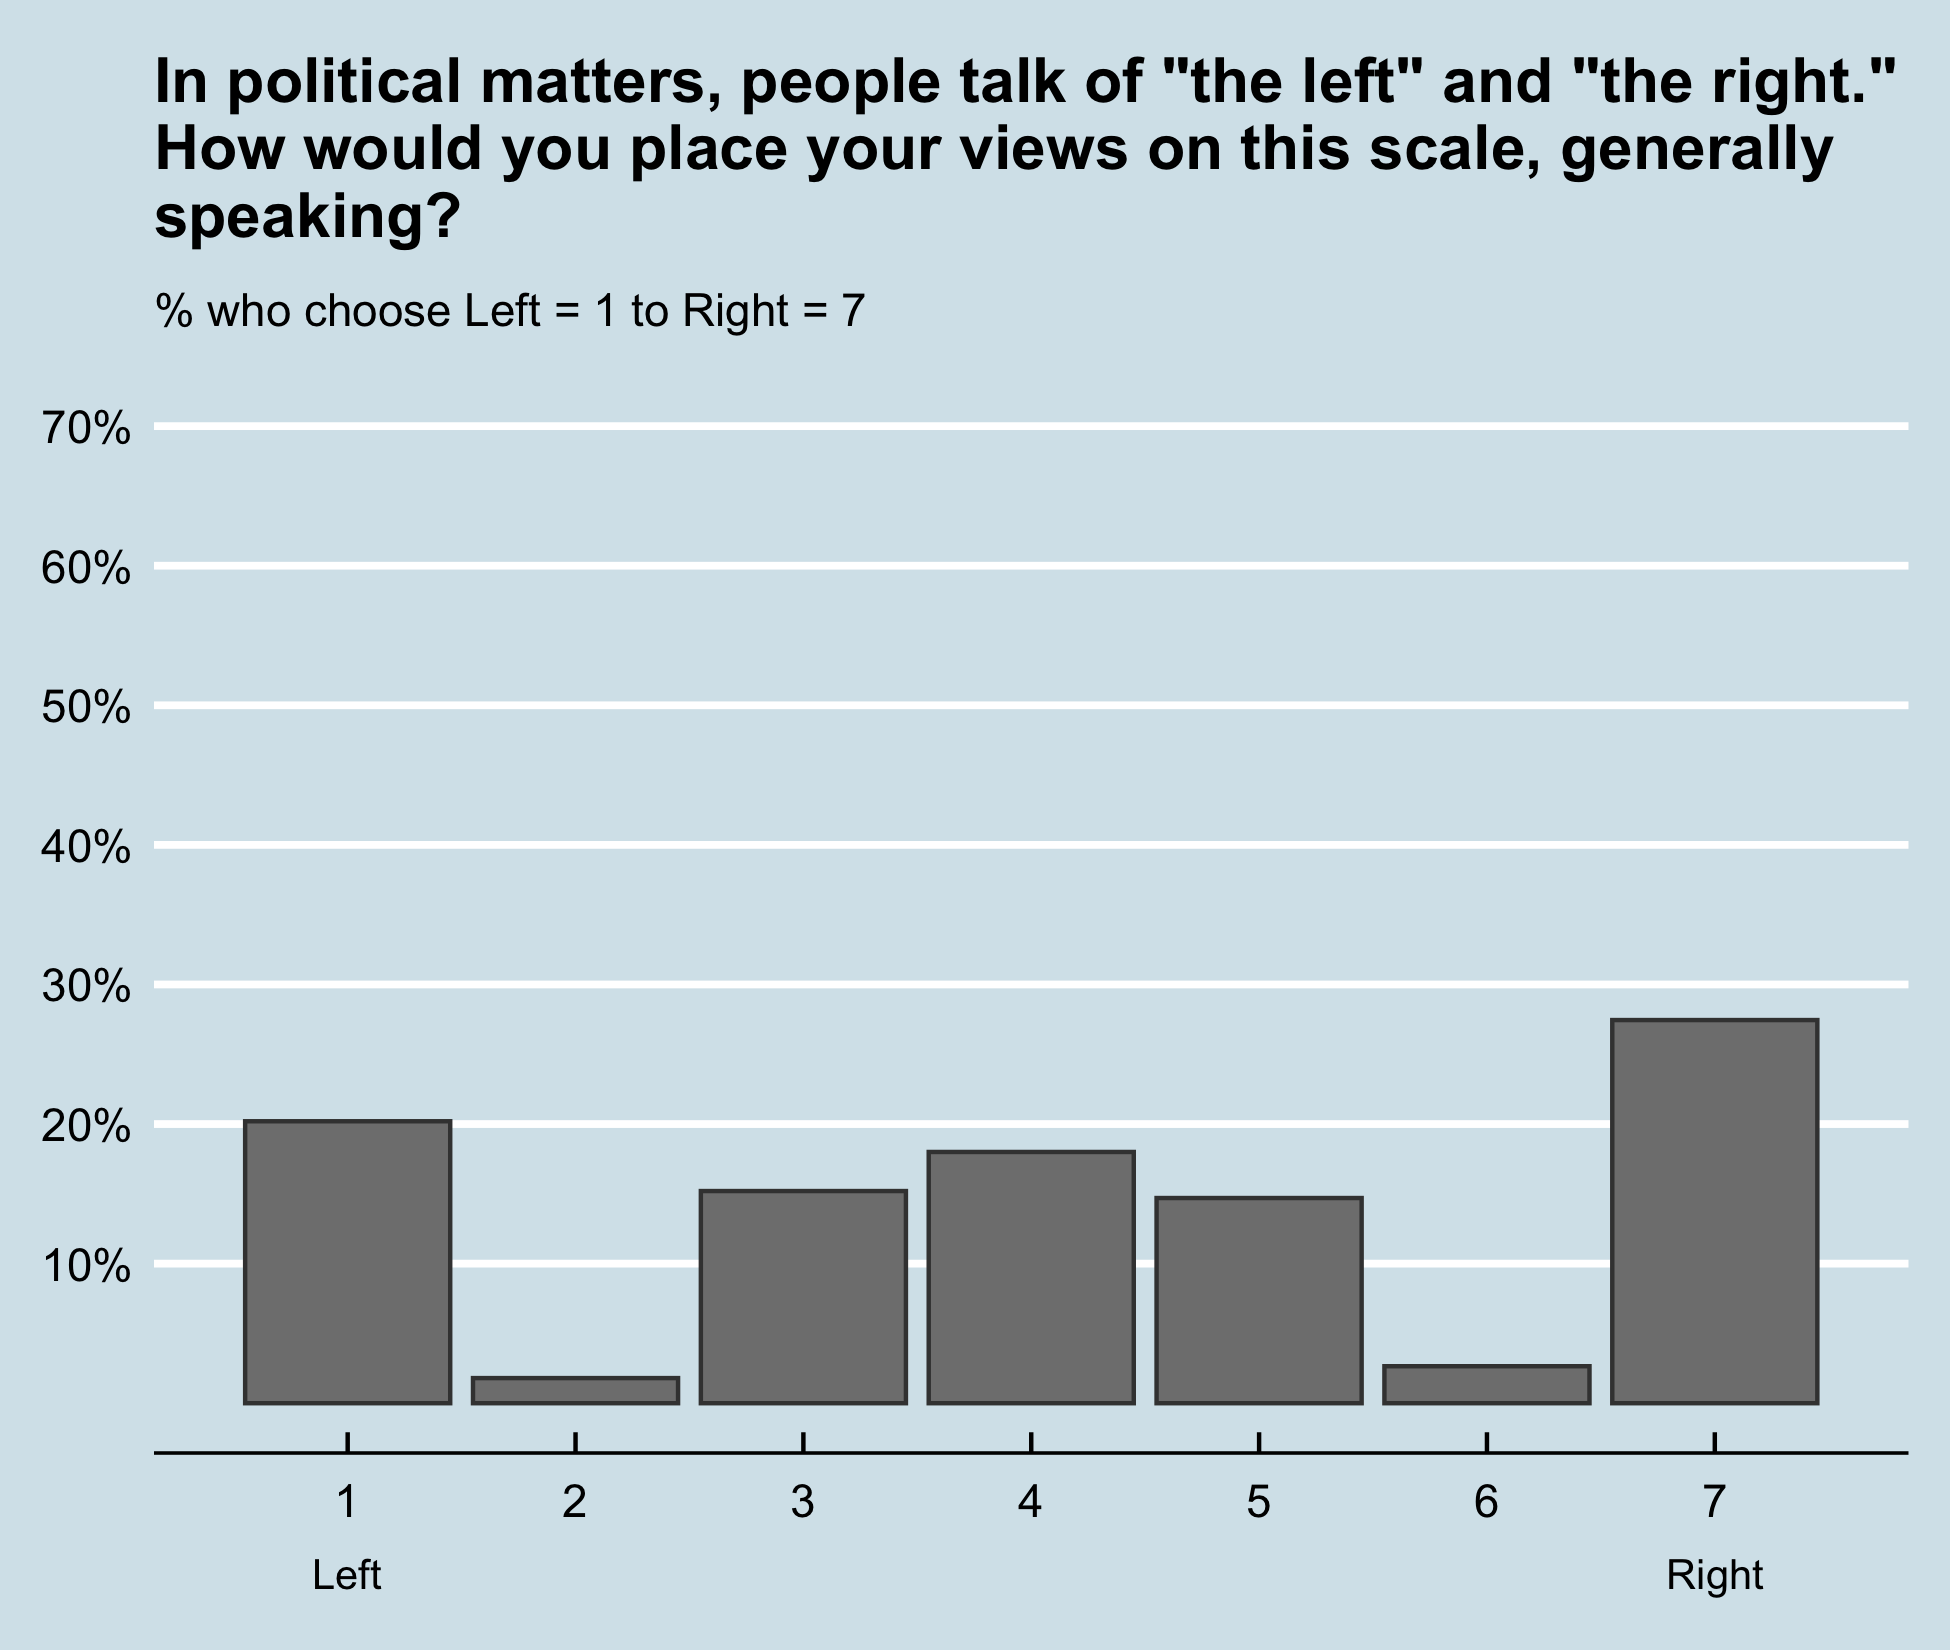 In political matters, people talk of "the left" and "the right."
How would you place your views on this scale, generally
speaking?
% who choose Left = 1 to Right = 7
70%
60%
50%
40%
30%
20%
10%
1 2 3 4 5 6 7
Left Right